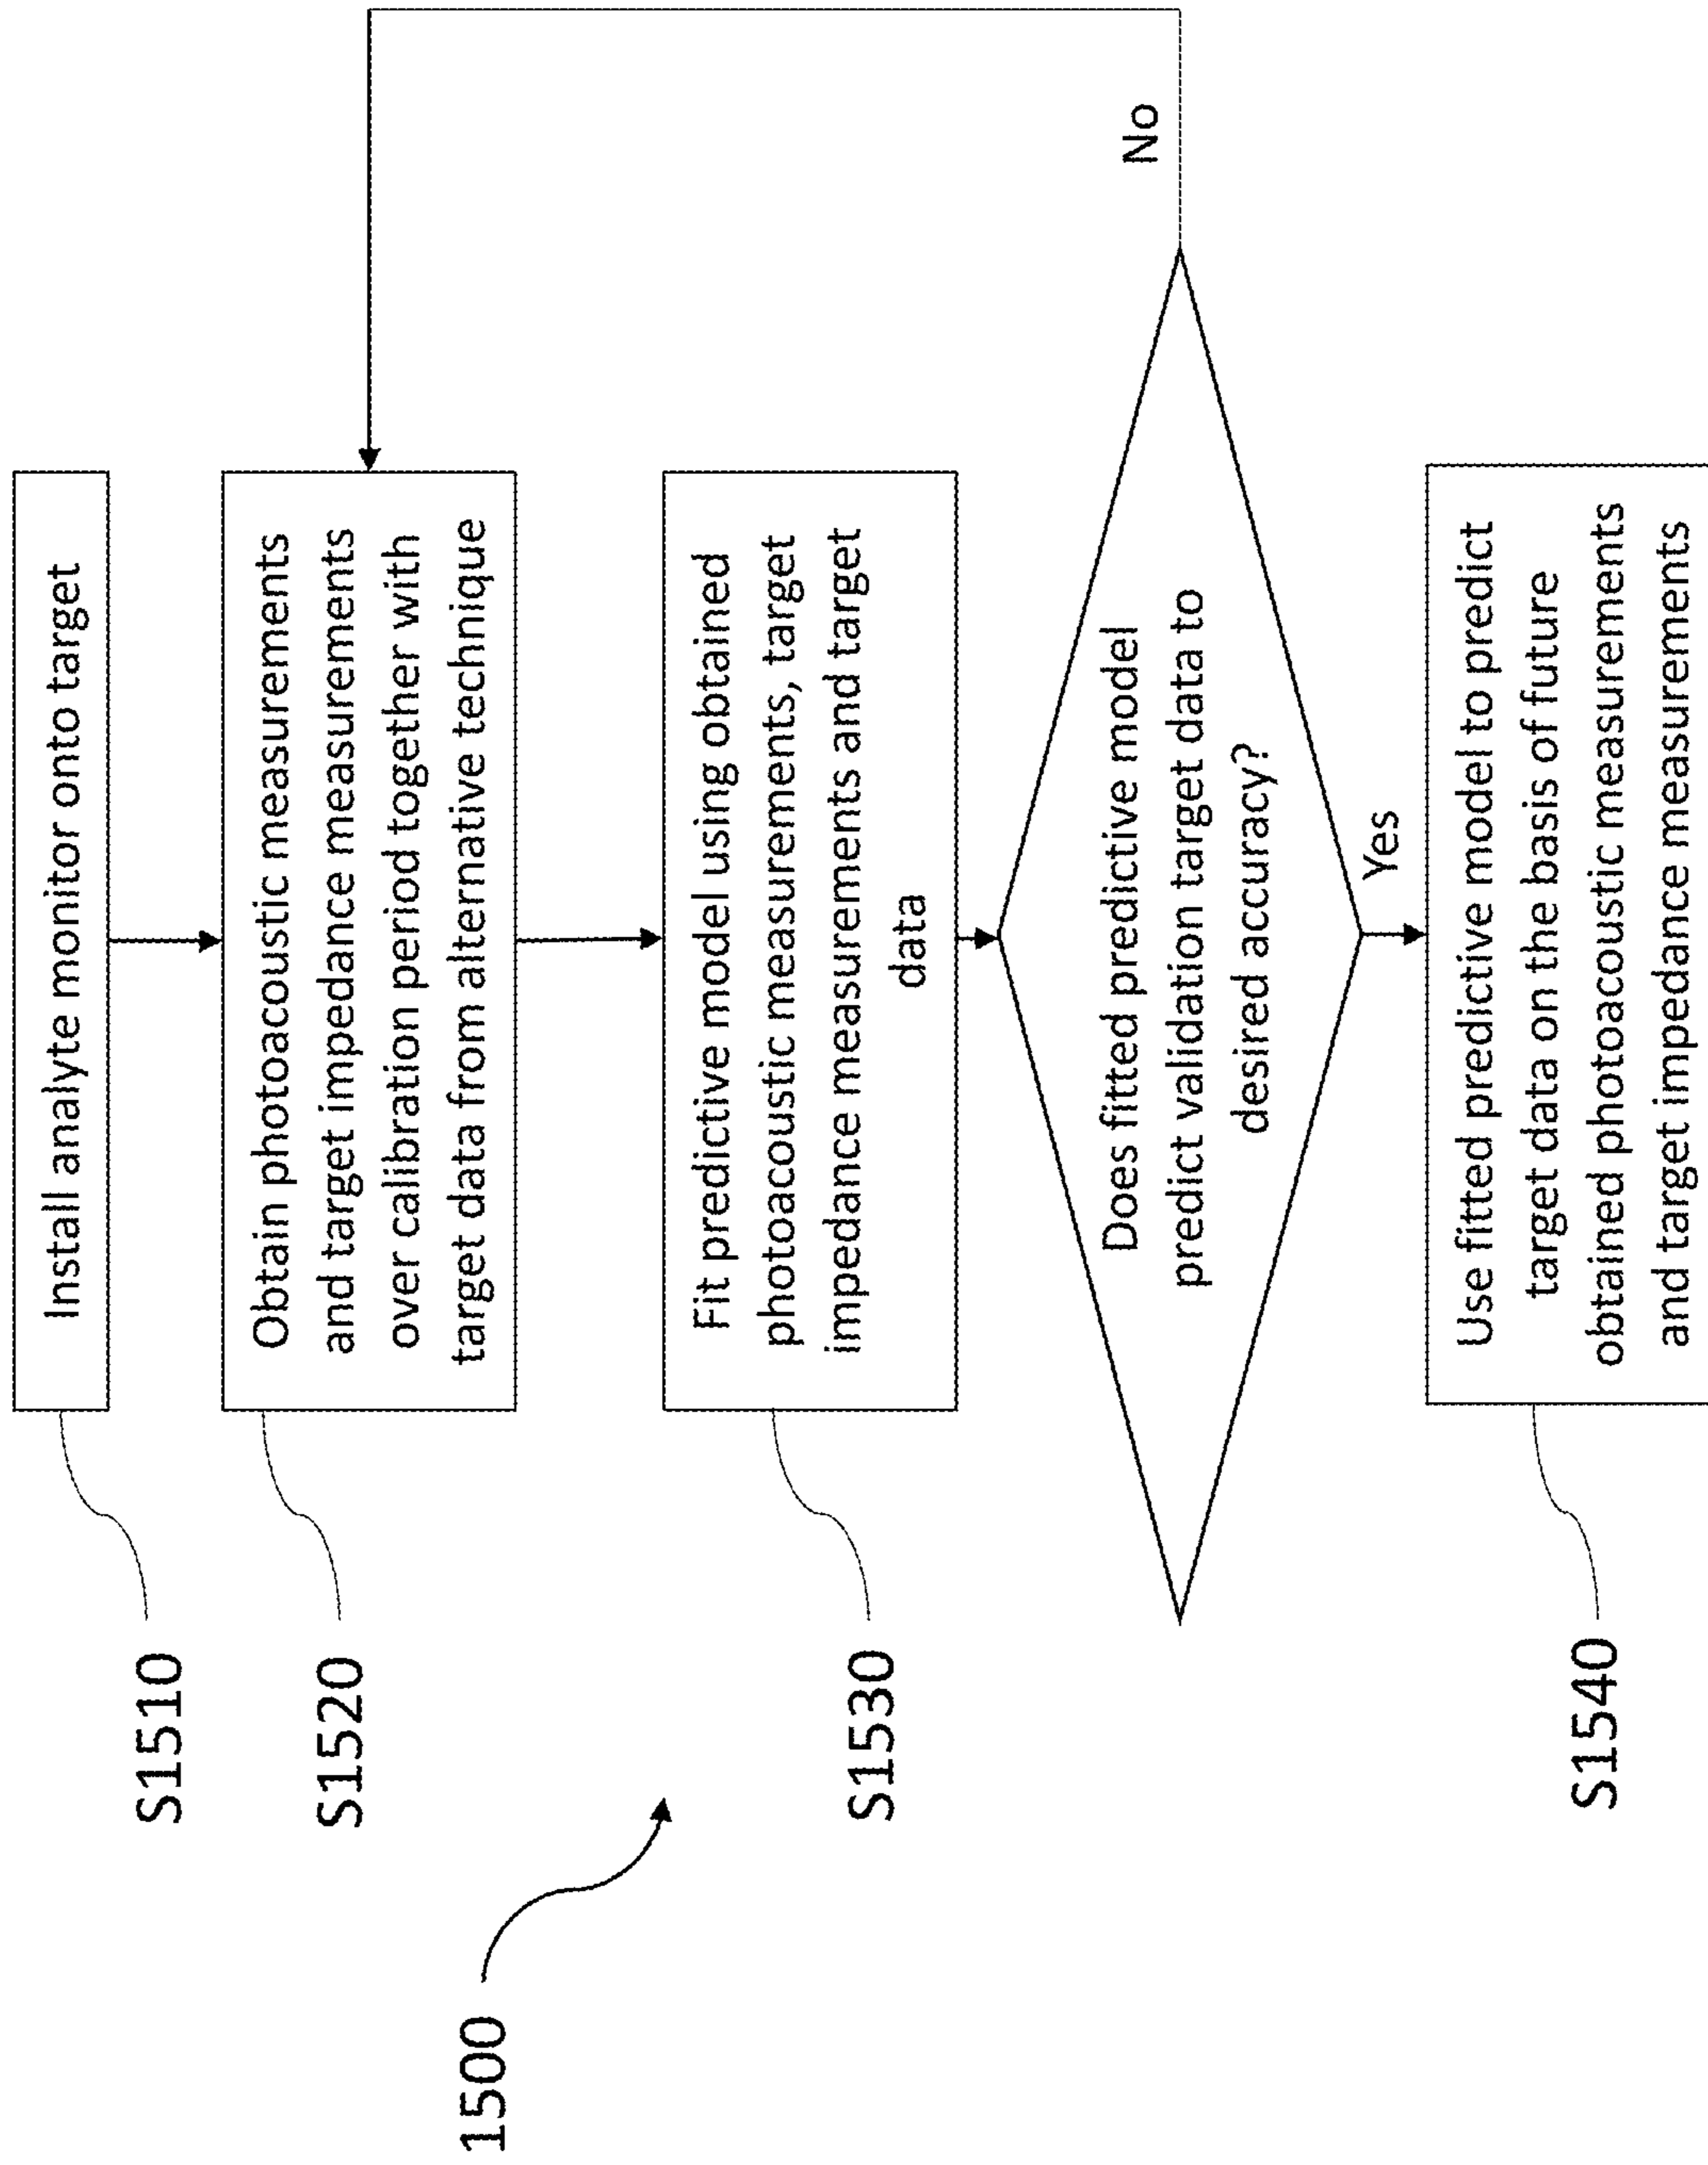 S1510
Install analyte monitor onto target
S1520
Obtain photoacoustic measurements
and target impedance measurements
over calibration period together with
target data from alternative technique
1500
S1530
Fit predictive model using obtained
photoacoustic measurements, target
impedance measurements and target
data
Does fitted predictive model
predict validation target data to
desired accuracy?
No
Yes
S1540
Use fitted predictive model to predict
target data on the basis of future
obtained photoacoustic measurements
and target impedance measurements